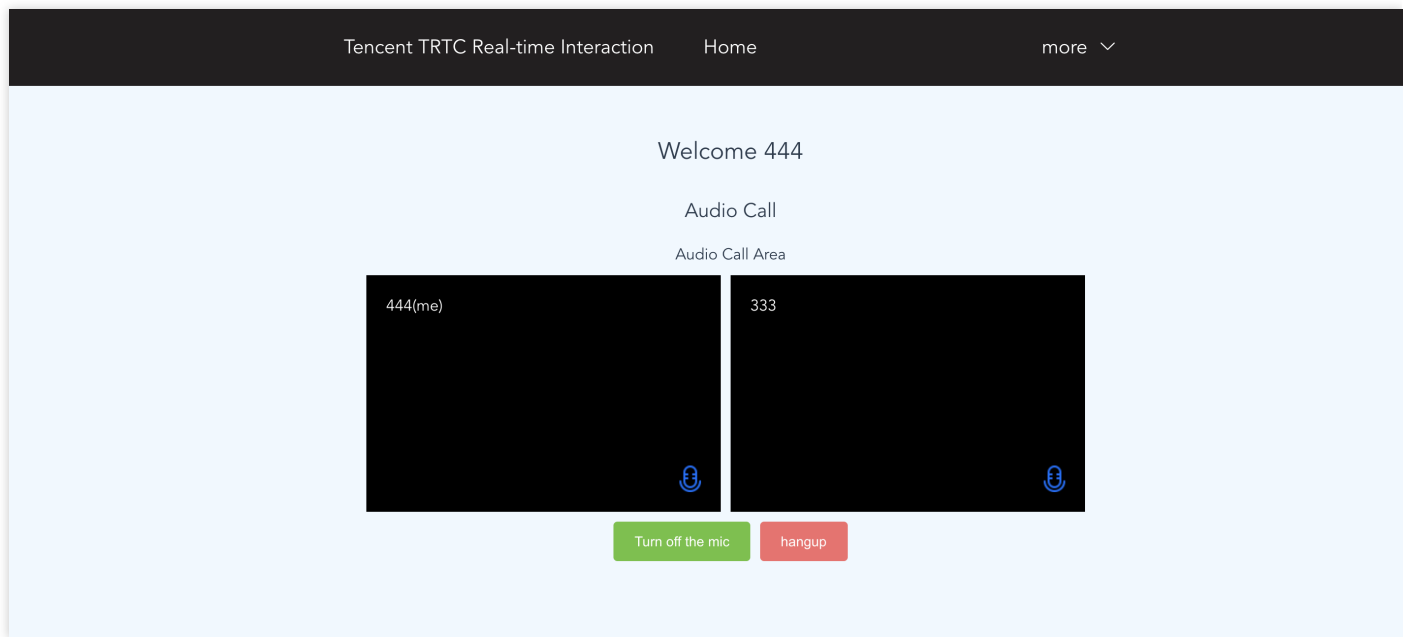 Tencent TRTC Real-time Interaction Home more
Welcome 444
Audio Call
Audio Call Area
444(me) 333
Turn off the mic hangup